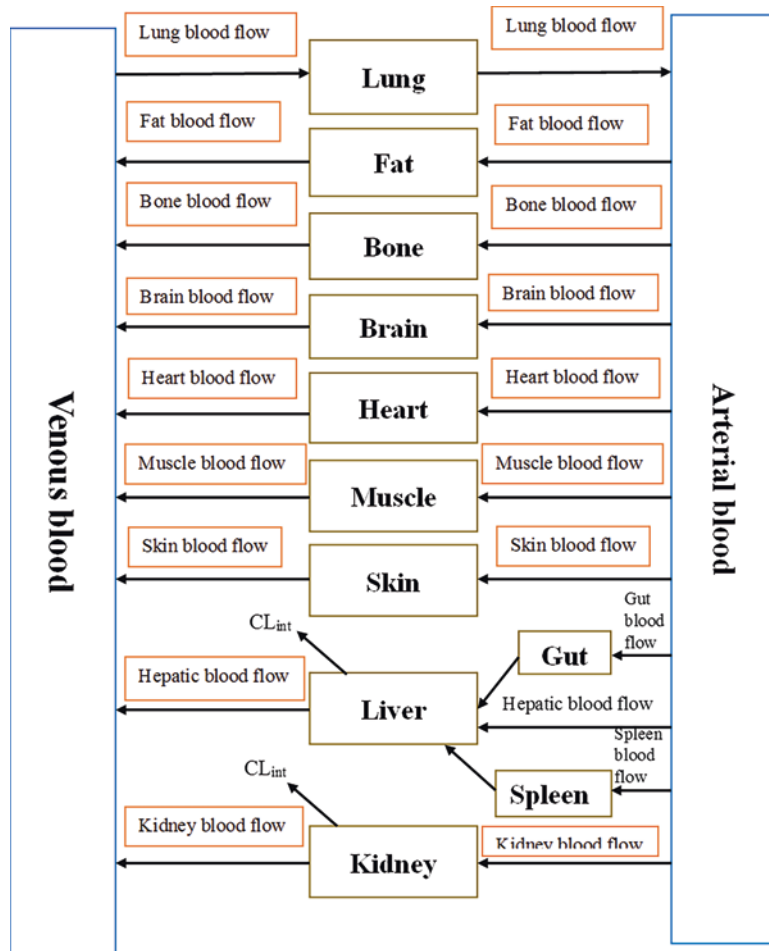 Lung blood flow
Lung blood flow
Lung
Fat blood flow
Fat blood flow
Fat
Bone blood flow
Bone blood flow
Bone
Brain blood flow
Brain blood flow
Brain
Heart blood flow
Heart blood flow
Heart
Venous blood
Arterial blood
Muscle blood flow
Muscle blood flow
Muscle
Skin blood flow
Skin blood flow
Skin
Gut
blood
flow
CLint
Gut
Hepatic blood flow
Hepatic blood flow
Liver
Spleen
blood
flow
CLint
Spleen
Kidney blood flow
Kidney blood flow
Kidney